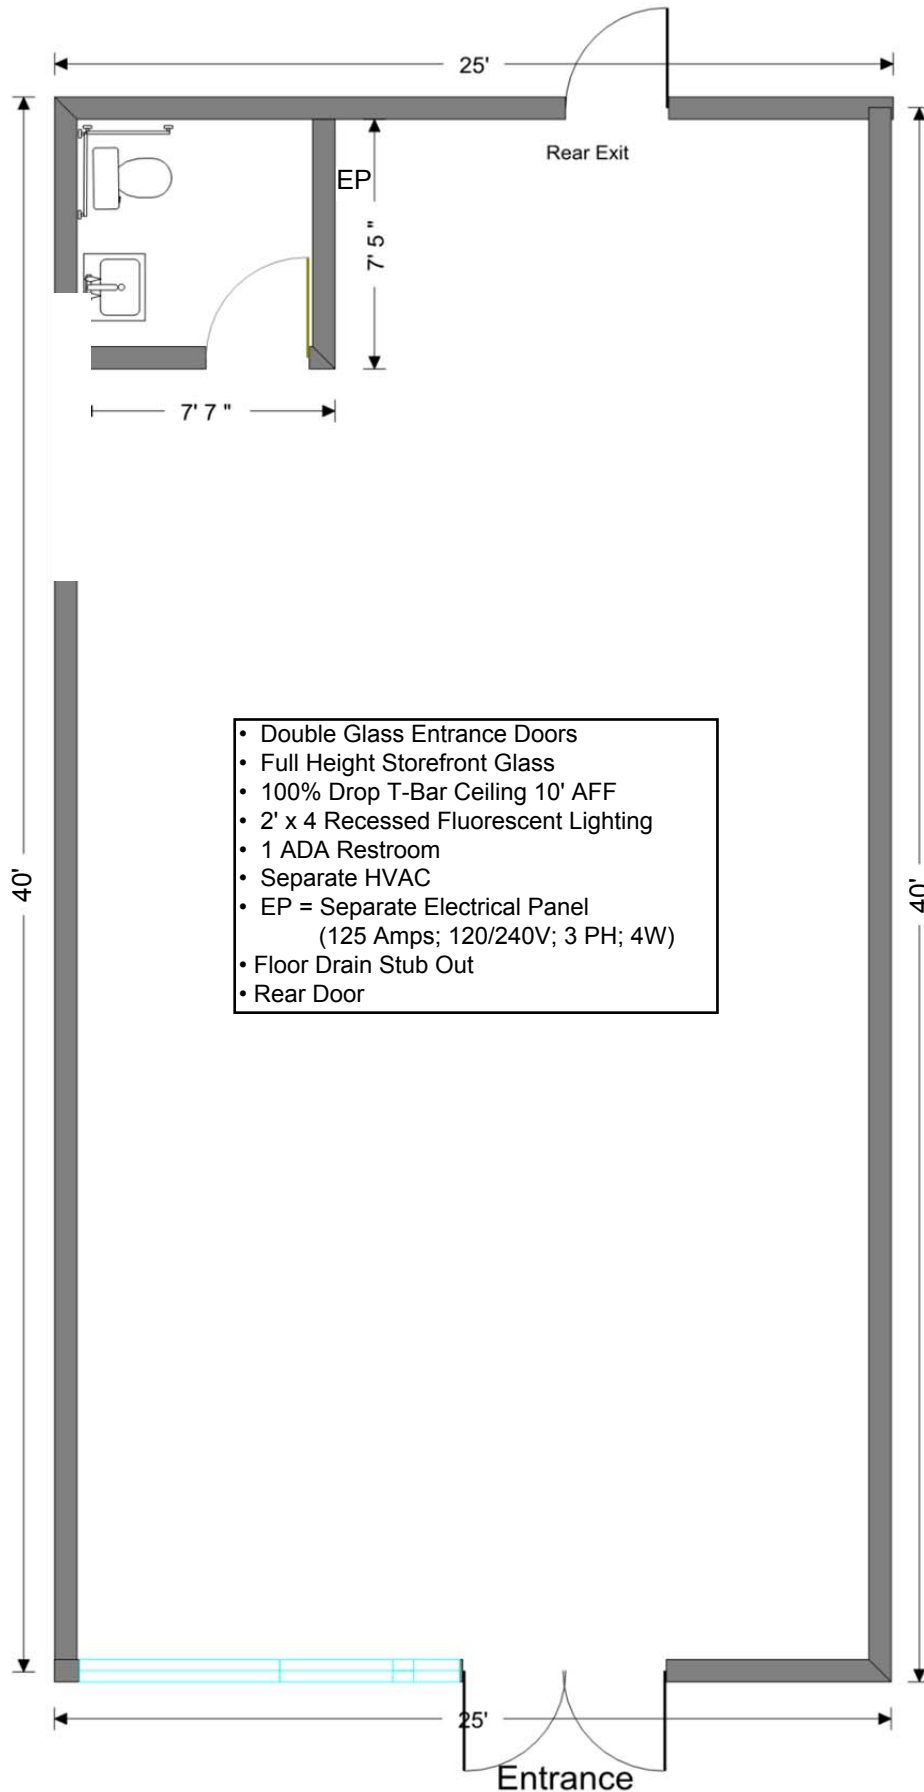 25'
Rear Exit
EP
7' 5 "
7' 7 "
• Double Glass Entrance Doors
• Full Height Storefront Glass
• 100% Drop T-Bar Ceiling 10' AFF
• 2' x 4 Recessed Fluorescent Lighting
• 1 ADA Restroom
• Separate HVAC
• EP = Separate Electrical Panel
(125 Amps; 120/240V; 3 PH; 4W)
• Floor Drain Stub Out
• Rear Door
40'
40'
25'
Entrance